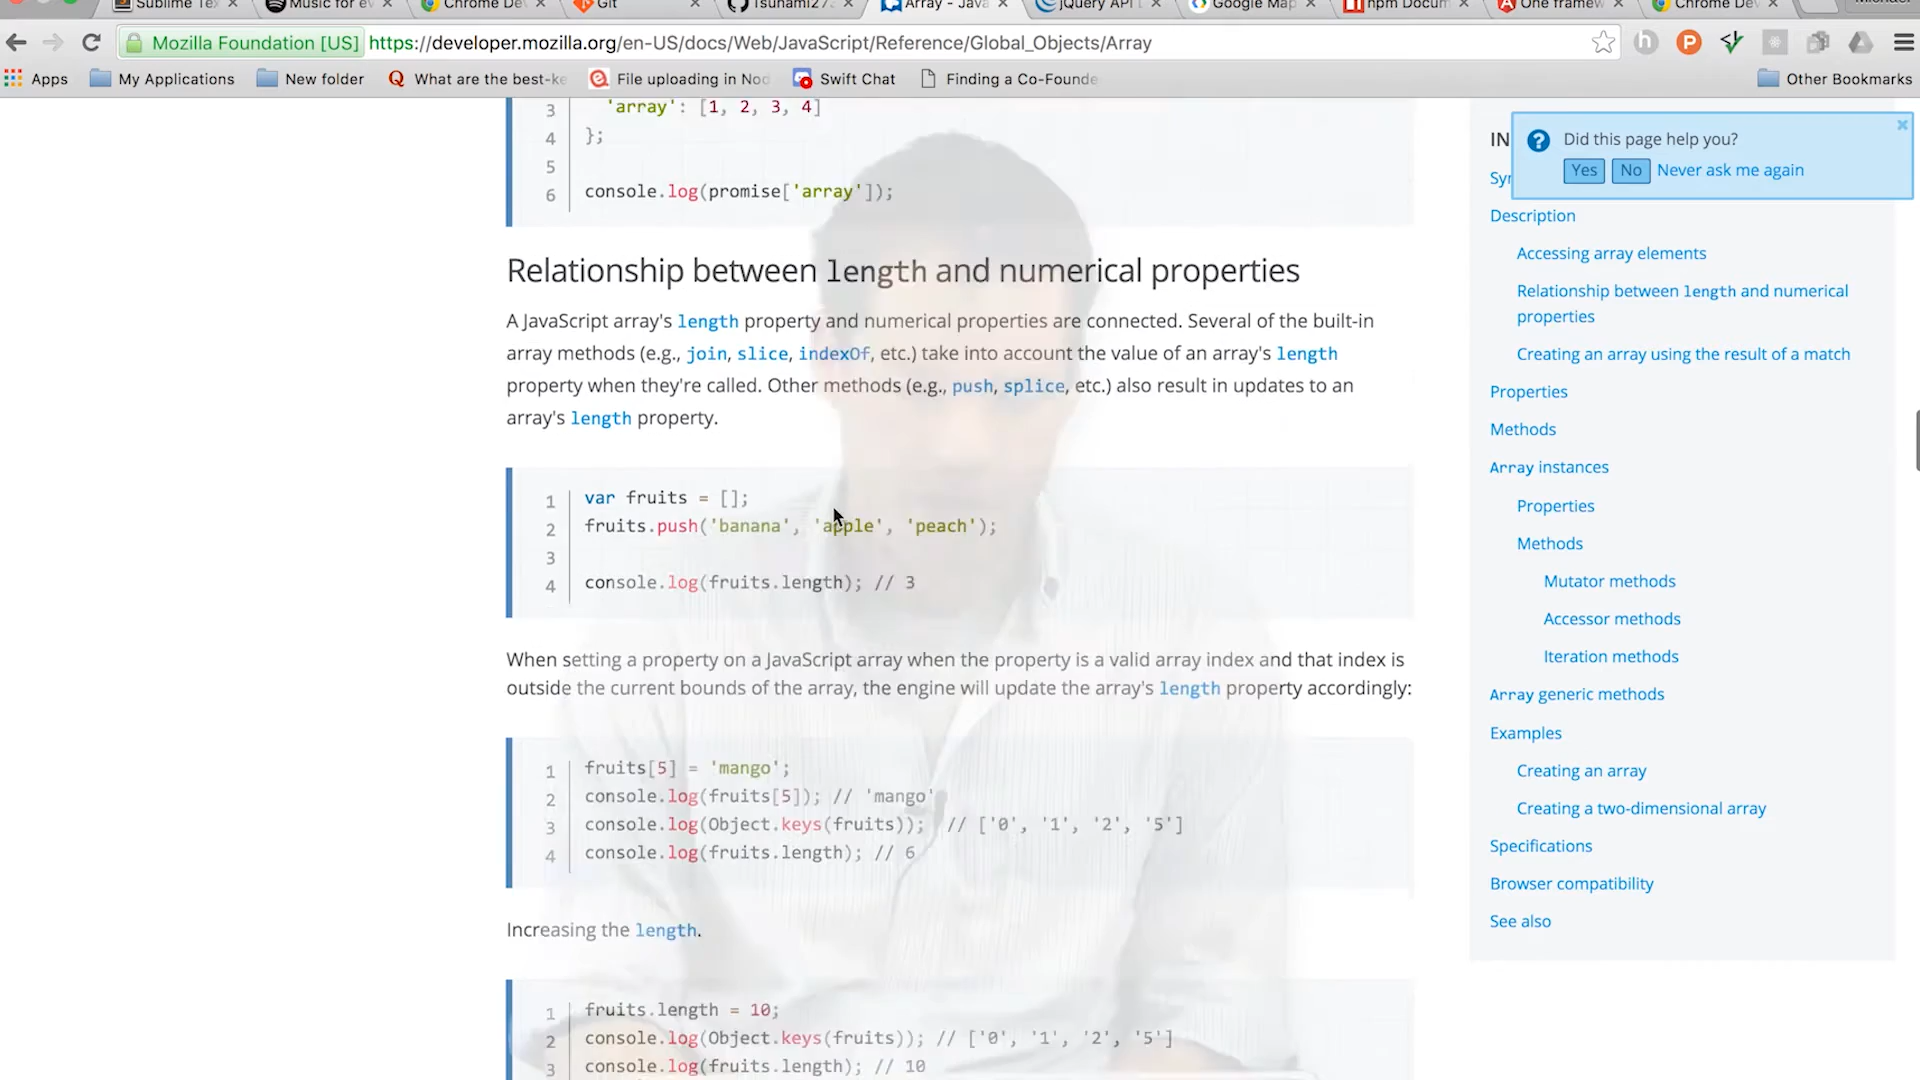 Sublime Te
Music for e
Chrome De
Git
Tsunami27
Array - Java
jQuery API
Google Ma
npm Docum
One framew
Chrome De
Mozilla Foundation [US] https://developer.mozilla.org/en-US/docs/Web/JavaScript/Reference/Global_Objects/Array
Apps My Applications New folder What are the best-ke File uploading in Nod Swift Chat Finding a Co-Founde Other Bookmarks
3 'array': [1, 2, 3, 4]
4 };
5
6 console.log(promise['array']);
Relationship between length and numerical properties
A JavaScript array's length property and numerical properties are connected. Several of the built-in
array methods (e.g., join, slice, indexOf, etc.) take into account the value of an array's length
property when they're called. Other methods (e.g., push, splice, etc.) also result in updates to an
array's length property.
1 var fruits = [];
2 fruits.push('banana', 'apple', 'peach');
3
4 console.log(fruits.length); // 3
When setting a property on a JavaScript array when the property is a valid array index and that index is
outside the current bounds of the array, the engine will update the array's length property accordingly:
1 fruits[5] = 'mango';
2 console.log(fruits[5]); // 'mango'
3 console.log(Object.keys(fruits)); // ['0', '1', '2', '5']
4 console.log(fruits.length); // 6
Increasing the length.
1 fruits.length = 10;
2 console.log(Object.keys(fruits)); // ['0', '1', '2', '5']
3 console.log(fruits.length); // 10
Did this page help you?
Yes No Never ask me again
IN
Syn
Description
Accessing array elements
Relationship between length and numerical
properties
Creating an array using the result of a match
Properties
Methods
Array instances
Properties
Methods
Mutator methods
Accessor methods
Iteration methods
Array generic methods
Examples
Creating an array
Creating a two-dimensional array
Specifications
Browser compatibility
See also